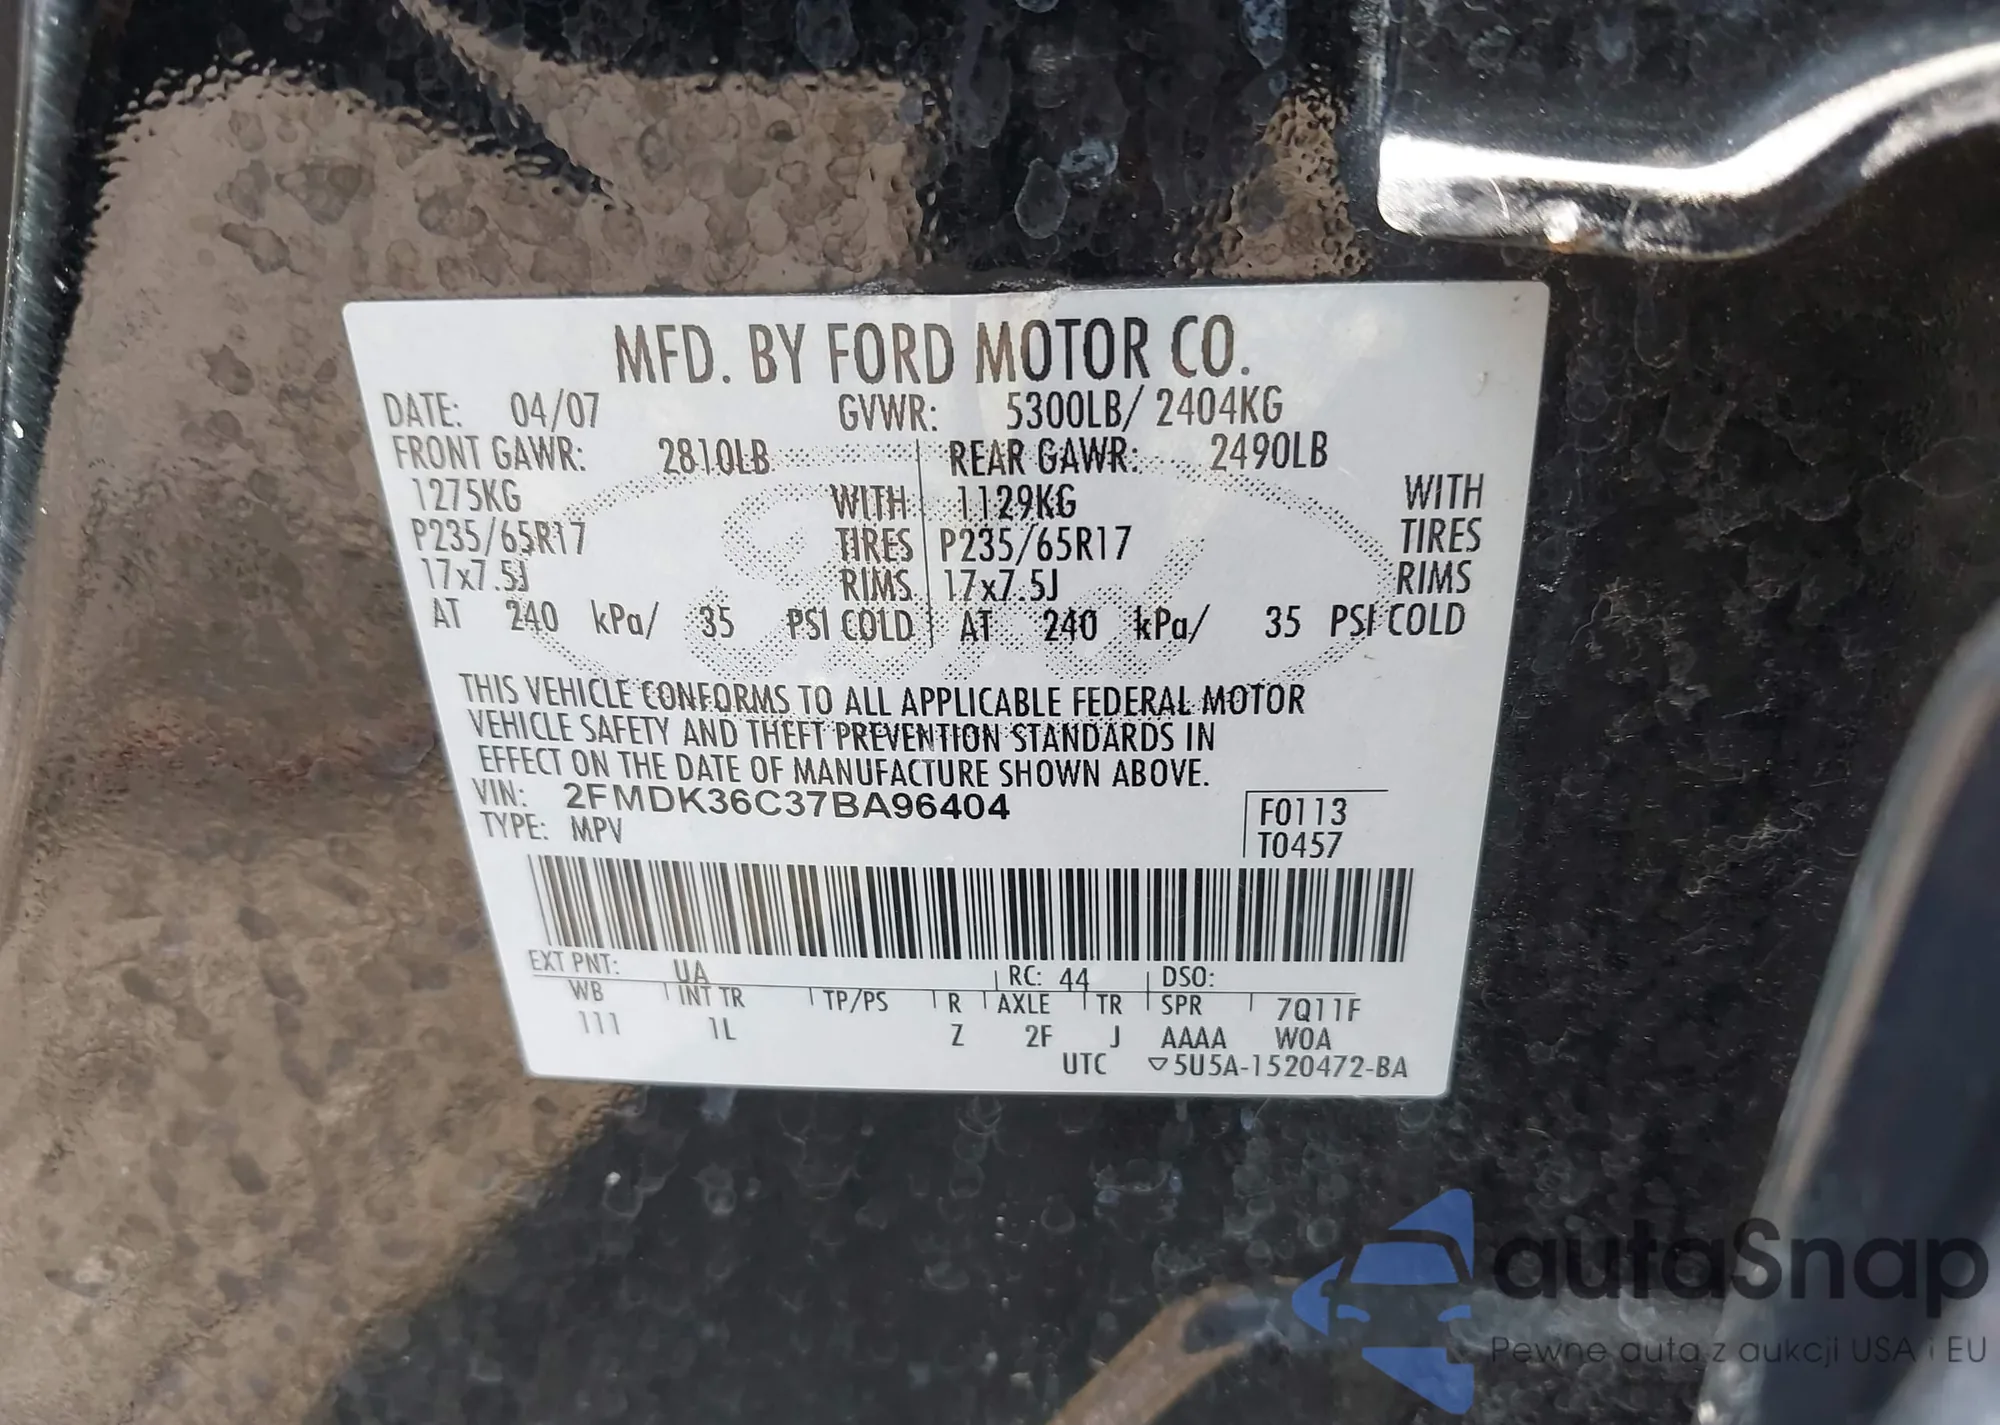 MFD. BY FORD MOTOR CO.
DATE: 04/07 GVWR: 5300LB/ 2404KG
FRONT GAWR: 2810LB REAR GAWR: 2490LB
1275KG WITH 1129KG WITH
P235/65R17 TIRES P235/65R17 TIRES
17x7.5J RIMS 17x7.5J RIMS
AT 240 kPa/ 35 PSI COLD AT 240 kPa/ 35 PSI COLD
THIS VEHICLE CONFORMS TO ALL APPLICABLE FEDERAL MOTOR
VEHICLE SAFETY AND THEFT PREVENTION STANDARDS IN
EFFECT ON THE DATE OF MANUFACTURE SHOWN ABOVE.
VIN: 2FMDK36C37BA96404 F0113
TYPE: MPV T0457
EXT PNT: UA RC: 44 DSO:
WB INT TR TP/PS R AXLE TR SPR 7Q11F
111 1L Z 2F J AAAA WOA
UTC 5U5A-1520472-BA
Ford
autaSnap
Pewne auta z aukcji USA i EU